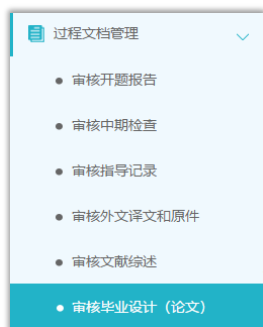 过程文档管理
审核开题报告
审核中期检查
审核指导记录
审核外文译文和原件
审核文献综述
审核毕业设计（论文）